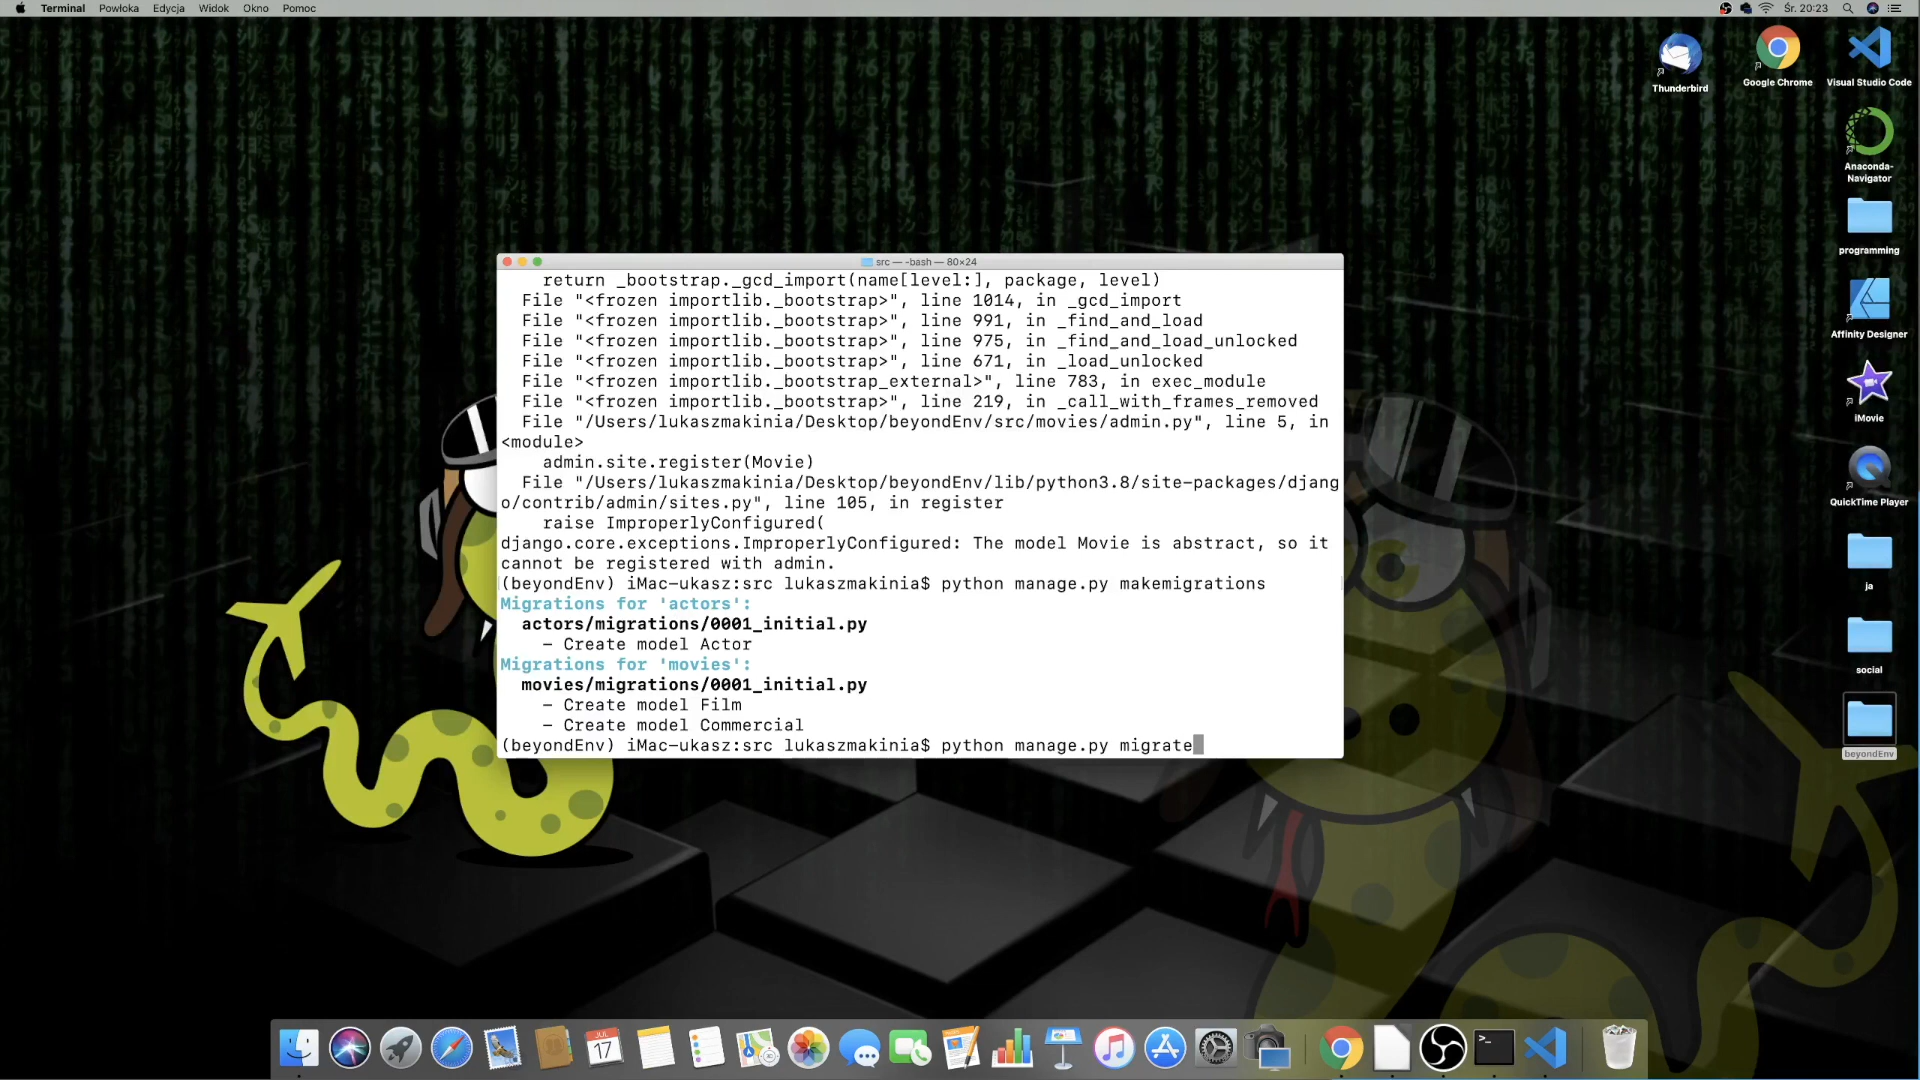 Terminal Powłoka Edycja Widok Okno Pomoc Śr. 20:23
Thunderbird
Google Chrome
Visual Studio Code
Anaconda-
Navigator
programming
Affinity Designer
iMovie
QuickTime Player
ja
social
beyondEnv
src — -bash — 80×24
return _bootstrap._gcd_import(name[level:], package, level)
File "<frozen importlib._bootstrap>", line 1014, in _gcd_import
File "<frozen importlib._bootstrap>", line 991, in _find_and_load
File "<frozen importlib._bootstrap>", line 975, in _find_and_load_unlocked
File "<frozen importlib._bootstrap>", line 671, in _load_unlocked
File "<frozen importlib._bootstrap_external>", line 783, in exec_module
File "<frozen importlib._bootstrap>", line 219, in _call_with_frames_removed
File "/Users/lukaszmakinia/Desktop/beyondEnv/src/movies/admin.py", line 5, in
<module>
admin.site.register(Movie)
File "/Users/lukaszmakinia/Desktop/beyondEnv/lib/python3.8/site-packages/djang
o/contrib/admin/sites.py", line 105, in register
raise ImproperlyConfigured(
django.core.exceptions.ImproperlyConfigured: The model Movie is abstract, so it
cannot be registered with admin.
(beyondEnv) iMac-ukasz:src lukaszmakinia$ python manage.py makemigrations
Migrations for 'actors':
actors/migrations/0001_initial.py
- Create model Actor
Migrations for 'movies':
movies/migrations/0001_initial.py
- Create model Film
- Create model Commercial
(beyondEnv) iMac-ukasz:src lukaszmakinia$ python manage.py migrate
JUL
17